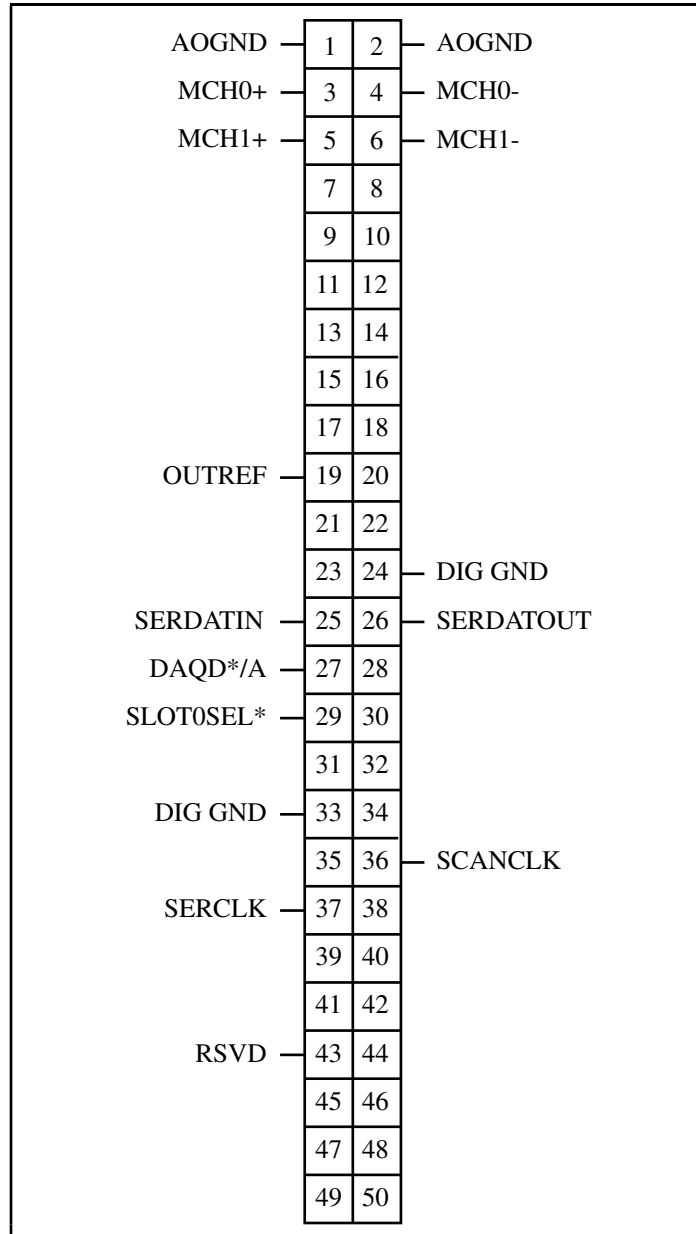 AOGND 1 2 AOGND
MCH0+ 3 4 MCH0-
MCH1+ 5 6 MCH1-
7 8
9 10
11 12
13 14
15 16
17 18
OUTREF 19 20
21 22
23 24 DIG GND
SERDATIN 25 26 SERDATOUT
DAQD*/A 27 28
SLOT0SEL* 29 30
31 32
DIG GND 33 34
35 36 SCANCLK
SERCLK 37 38
39 40
41 42
RSVD 43 44
45 46
47 48
49 50